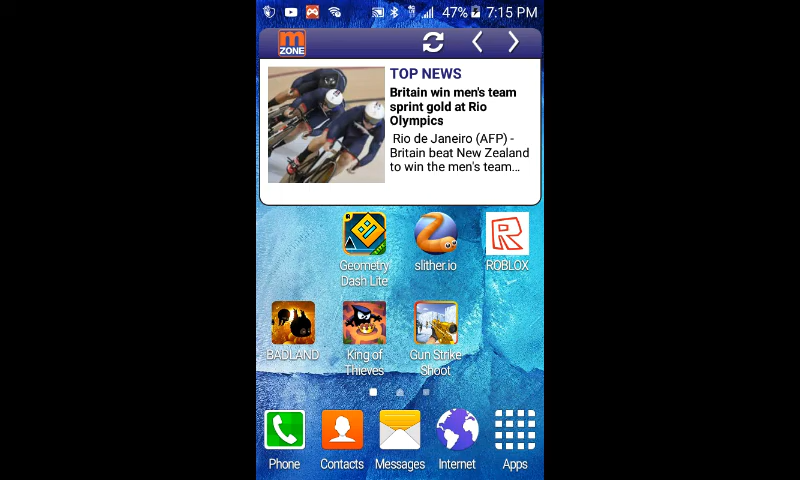 47% 7:15 PM
m
ZONE
TOP NEWS
Britain win men's team
sprint gold at Rio
Olympics
Rio de Janeiro (AFP) -
Britain beat New Zealand
to win the men's team...
Geometry
Dash Lite
slither.io
R
ROBLOX
BADLAND
King of
Thieves
Gun Strike
Shoot
Phone
Contacts
Messages
Internet
Apps